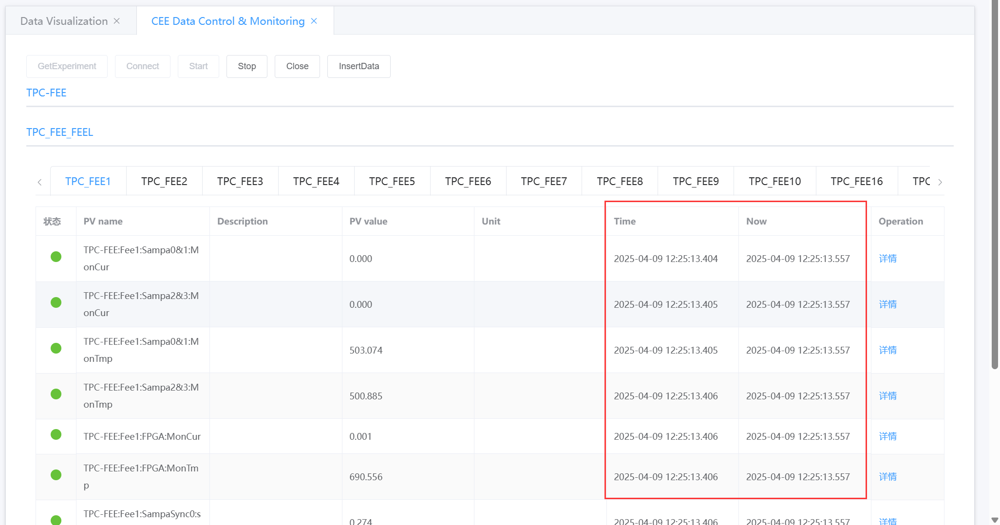 Data Visualization ×
CEE Data Control & Monitoring ×
GetExperiment Connect Start Stop Close InsertData
TPC-FEE
TPC_FEE_FEEL
TPC_FEE1 TPC_FEE2 TPC_FEE3 TPC_FEE4 TPC_FEE5 TPC_FEE6 TPC_FEE7 TPC_FEE8 TPC_FEE9 TPC_FEE10 TPC_FEE16 TPC
状态 PV name Description PV value Unit Time Now Operation
TPC-FEE:Fee1:Sampa0&1:M
onCur
0.000 2025-04-09 12:25:13.404 2025-04-09 12:25:13.557 详情
TPC-FEE:Fee1:Sampa2&3:M
onCur
0.000 2025-04-09 12:25:13.405 2025-04-09 12:25:13.557 详情
TPC-FEE:Fee1:Sampa0&1:M
onTmp
503.074 2025-04-09 12:25:13.405 2025-04-09 12:25:13.557 详情
TPC-FEE:Fee1:Sampa2&3:M
onTmp
500.885 2025-04-09 12:25:13.406 2025-04-09 12:25:13.557 详情
TPC-FEE:Fee1:FPGA:MonCur 0.001 2025-04-09 12:25:13.406 2025-04-09 12:25:13.557 详情
TPC-FEE:Fee1:FPGA:MonTm
p
690.556 2025-04-09 12:25:13.406 2025-04-09 12:25:13.557 详情
TPC-FEE:Fee1:SampaSync0:s
0.274 2025-04-09 12:25:13.406 2025-04-09 12:25:13.557 详情